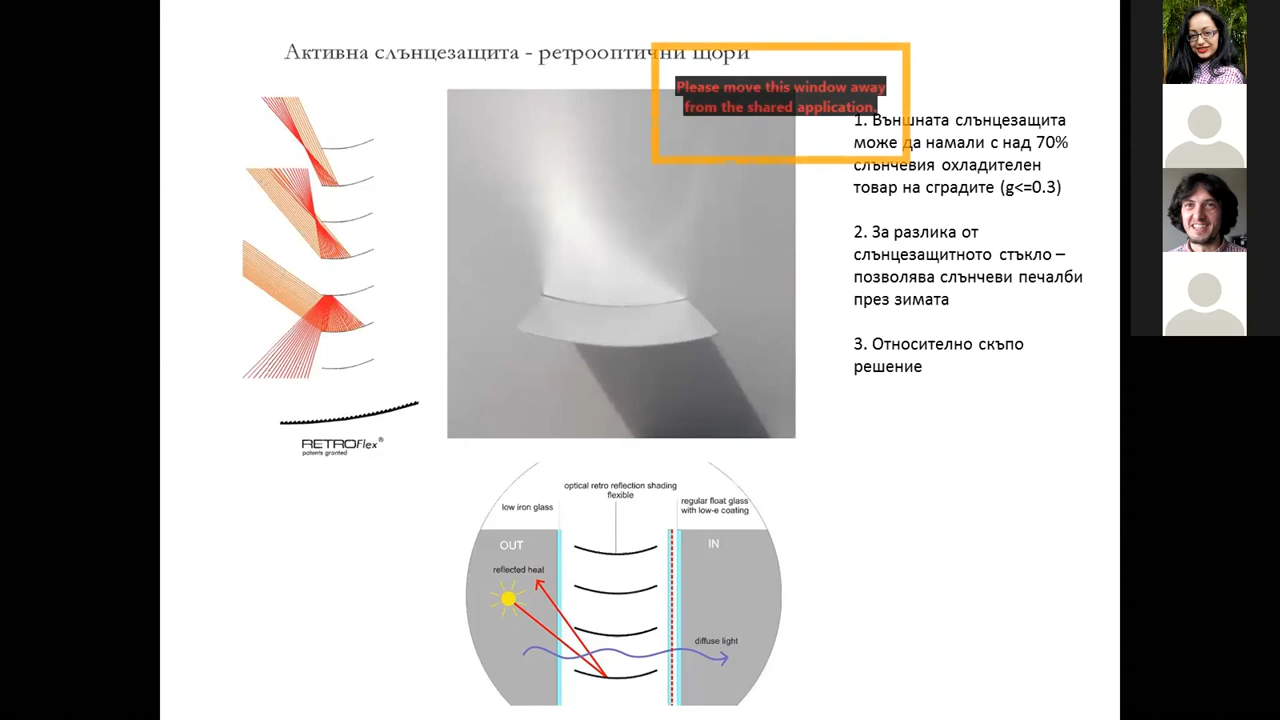 Активна слънцезащита - ретрооптични щори
Please move this window away
from the shared application.
1. Външната слънцезащита
може да намали с над 70%
слънчевия охладителен
товар на сградите (g<=0.3)
2. За разлика от
слънцезащитното стъкло –
позволява слънчеви печалби
през зимата
3. Относително скъпо
решение
RETROFlex®
patents granted
optical retro reflection shading
flexible
low iron glass
regular float glass
with low-e coating
OUT
IN
reflected heat
diffuse light